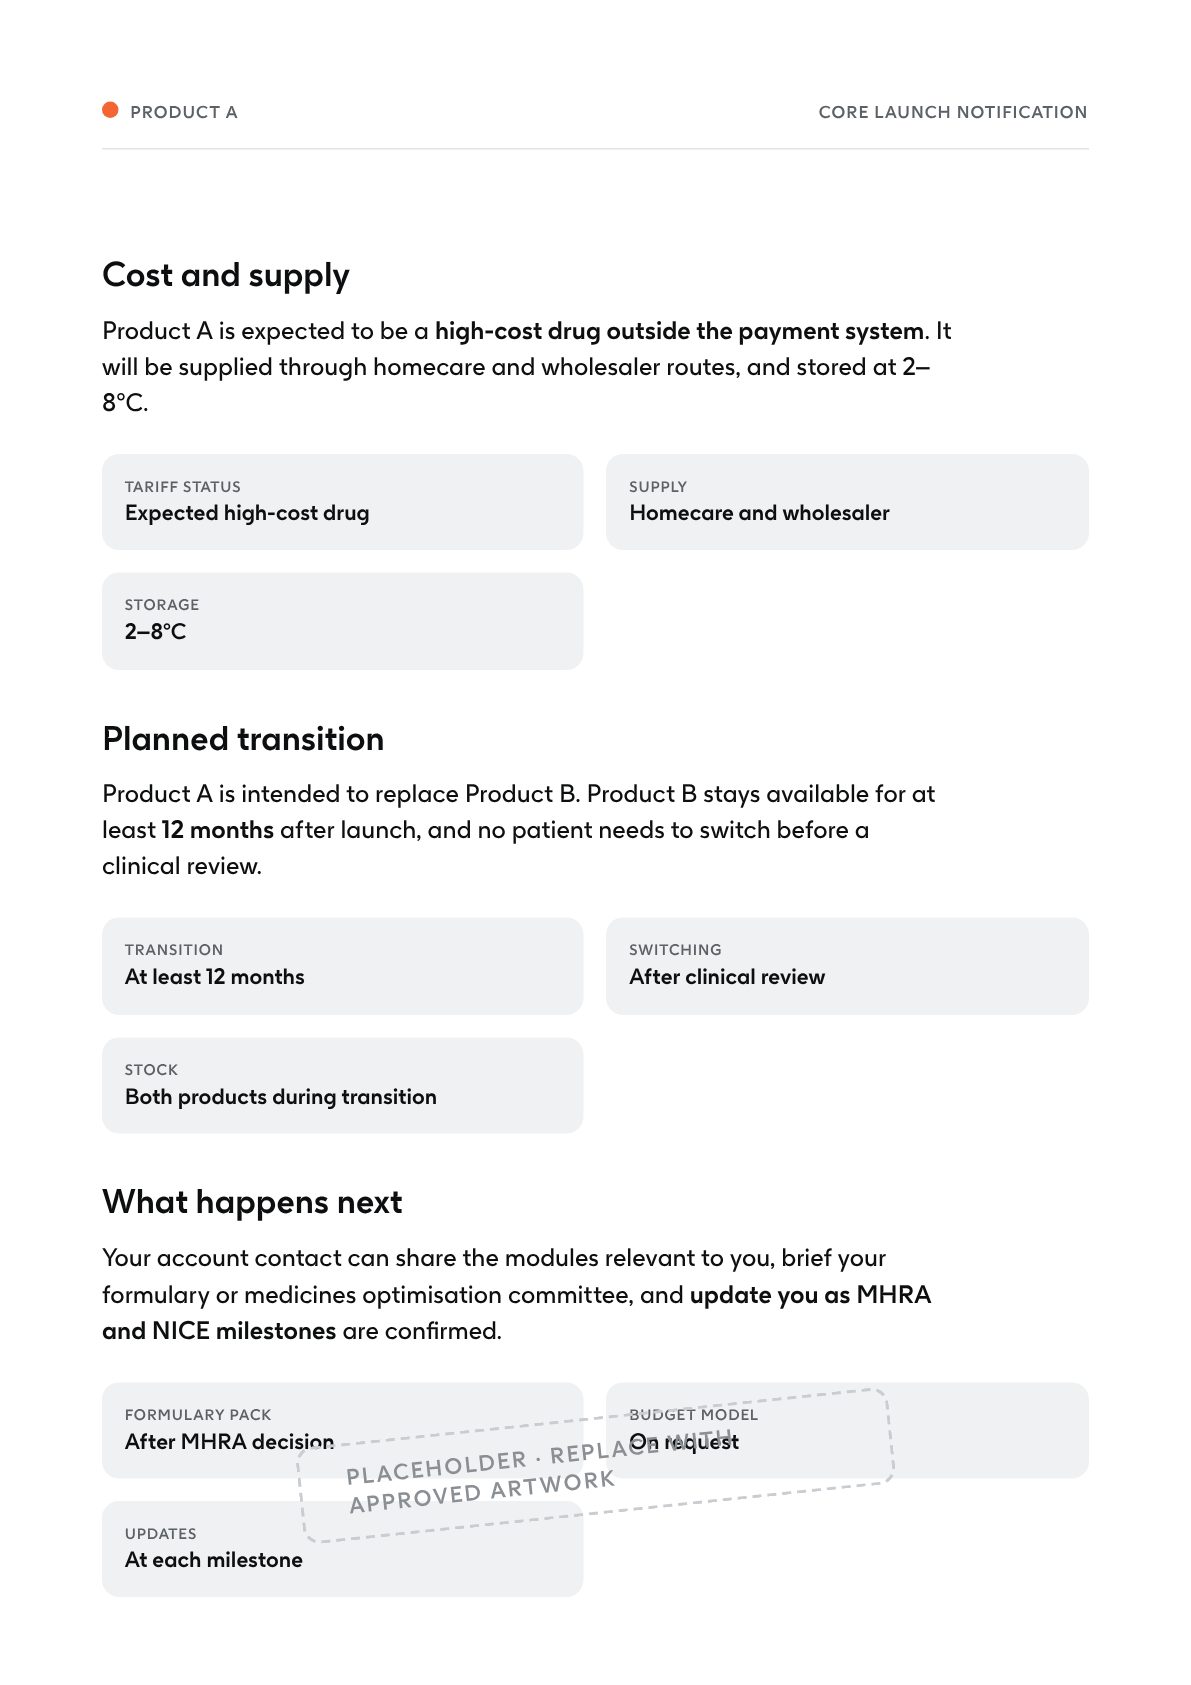 PRODUCT A
CORE LAUNCH NOTIFICATION
Cost and supply
Product A is expected to be a high-cost drug outside the payment system. It
will be supplied through homecare and wholesaler routes, and stored at 2–
8°C.
TARIFF STATUS
Expected high-cost drug
SUPPLY
Homecare and wholesaler
STORAGE
2–8°C
Planned transition
Product A is intended to replace Product B. Product B stays available for at
least 12 months after launch, and no patient needs to switch before a
clinical review.
TRANSITION
At least 12 months
SWITCHING
After clinical review
STOCK
Both products during transition
What happens next
Your account contact can share the modules relevant to you, brief your
formulary or medicines optimisation committee, and update you as MHRA
and NICE milestones are confirmed.
FORMULARY PACK
After MHRA decision
BUDGET MODEL
On request
PLACEHOLDER · REPLACE WITH
APPROVED ARTWORK
UPDATES
At each milestone